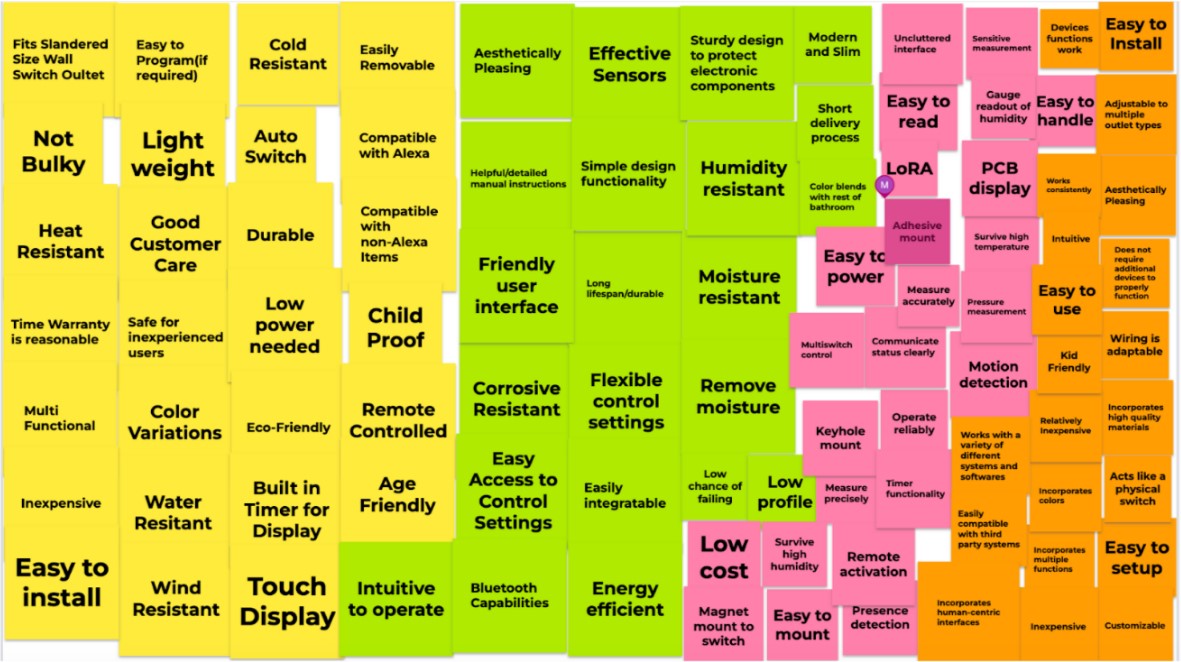 Fits Slandered
Size Wall
Switch Oultet
Easy to
Program(if
required)
Cold
Resistant
Easily
Removable
Not
Bulky
Light
weight
Auto
Switch
Compatible
with Alexa
Heat
Resistant
Good
Customer
Care
Durable
Compatible
with
non-Alexa
Items
Time Warranty
is reasonable
Safe for
inexperienced
users
Low
power
needed
Child
Proof
Multi
Functional
Color
Variations
Eco-Friendly
Remote
Controlled
Inexpensive
Water
Resitant
Built in
Timer for
Display
Age
Friendly
Easy to
install
Wind
Resistant
Touch
Display
Aesthetically
Pleasing
Effective
Sensors
Sturdy design
to protect
electronic
components
Modern
and Slim
Short
delivery
process
Helpful/detailed
manual instructions
Simple design
functionality
Humidity
resistant
Color blends
with rest of
bathroom
Friendly
user
interface
Long
lifespan/durable
Moisture
resistant
Corrosive
Resistant
Flexible
control
settings
Remove
moisture
Easy
Access to
Control
Settings
Easily
integratable
Low
chance of
failing
Low
profile
Intuitive
to operate
Bluetooth
Capabilities
Energy
efficient
Uncluttered
interface
Sensitive
measurement
Easy to
read
Gauge
readout of
humidity
LoRA
M
PCB
display
Adhesive
mount
Survive high
temperature
Easy to
power
Measure
accurately
Pressure
measurement
Multiswitch
control
Communicate
status clearly
Motion
detection
Keyhole
mount
Operate
reliably
Measure
precisely
Timer
functionality
Low
cost
Survive
high
humidity
Remote
activation
Magnet
mount to
switch
Easy to
mount
Presence
detection
Devices
functions
work
Easy to
Install
Easy to
handle
Adjustable to
multiple
outlet types
Works
consistently
Aesthetically
Pleasing
Intuitive
Does not
require
additional
devices to
properly
function
Easy to
use
Wiring is
adaptable
Kid
Friendly
Relatively
Inexpensive
Incorporates
high quality
materials
Works with a
variety of
different
systems and
softwares
Incorporates
colors
Acts like a
physical
switch
Easily
compatible
with third
party systems
Incorporates
multiple
functions
Easy to
setup
Incorporates
human-centric
interfaces
Inexpensive
Customizable